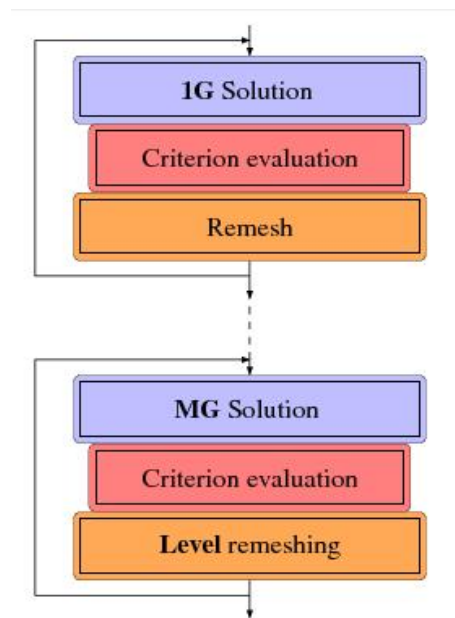 1G Solution
Criterion evaluation
Remesh
MG Solution
Criterion evaluation
Level remeshing